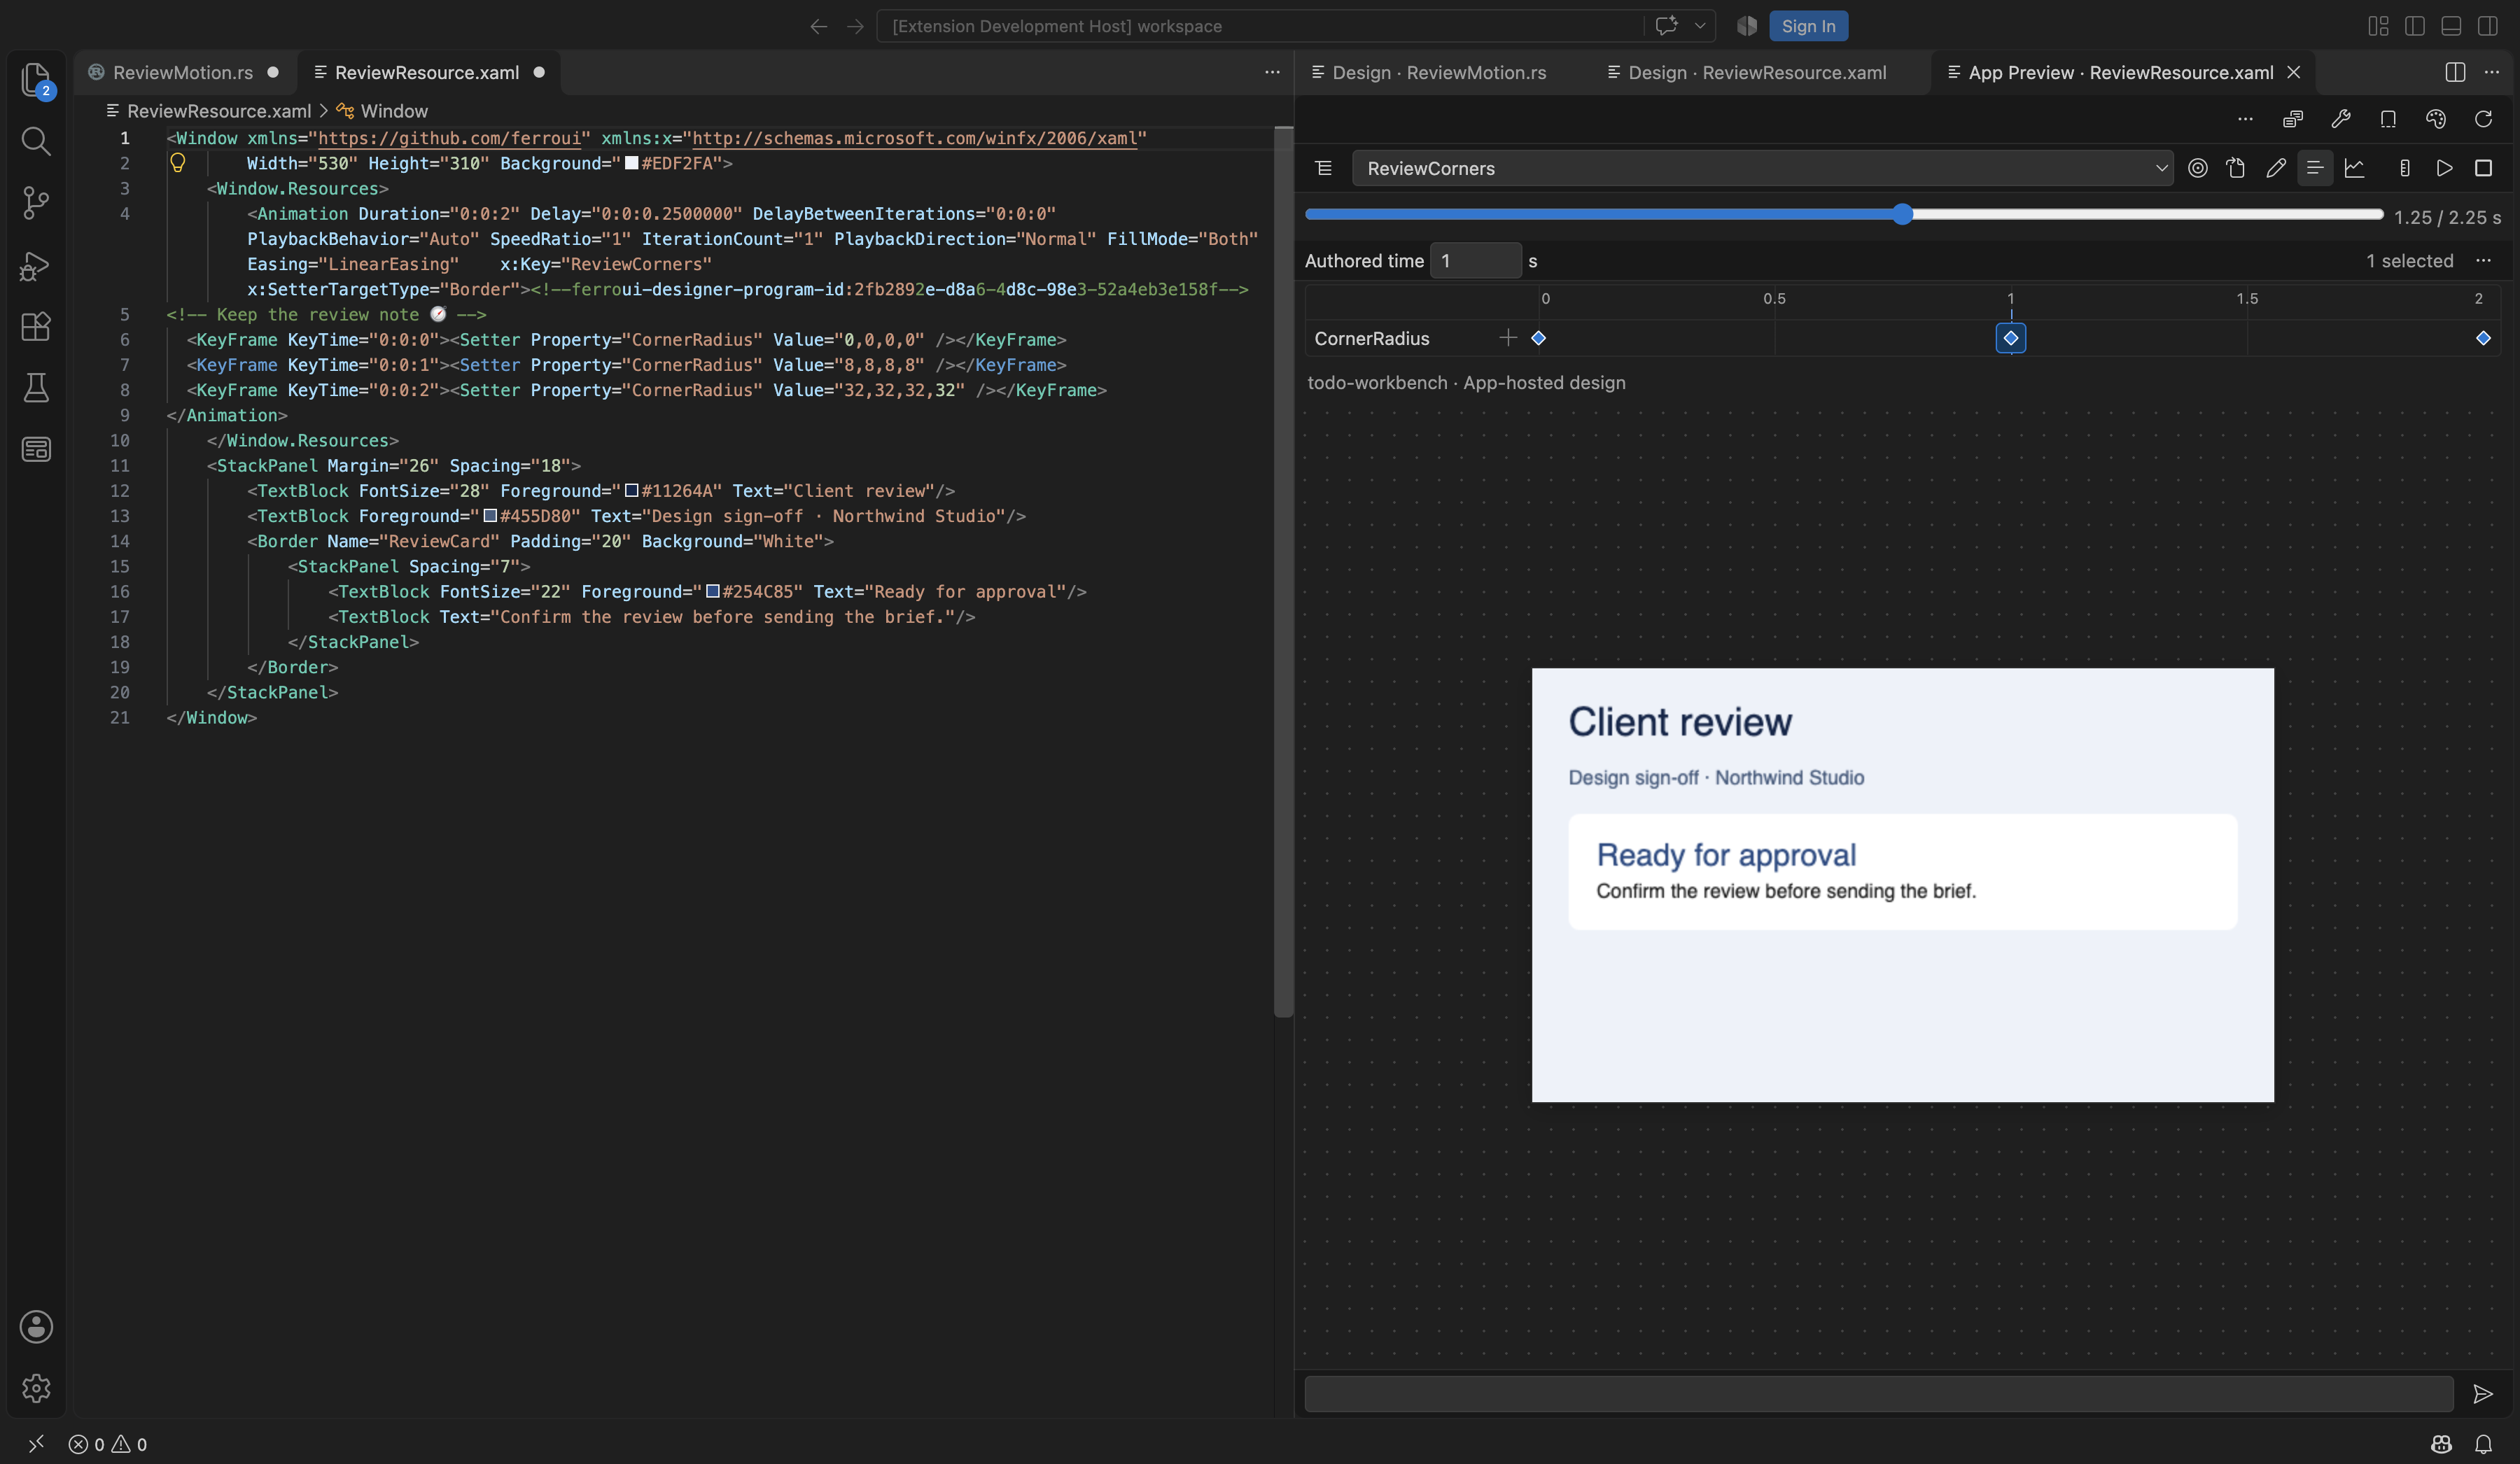 [Extension Development Host] workspace
Sign In
2
ReviewMotion.rs
ReviewResource.xaml
Design · ReviewMotion.rs
Design · ReviewResource.xaml
App Preview · ReviewResource.xaml
ReviewResource.xaml
Window
1 <Window xmlns="https://github.com/ferroui" xmlns:x="http://schemas.microsoft.com/winfx/2006/xaml"
2 Width="530" Height="310" Background="#EDF2FA">
3 <Window.Resources>
4 <Animation Duration="0:0:2" Delay="0:0:0.2500000" DelayBetweenIterations="0:0:0"
PlaybackBehavior="Auto" SpeedRatio="1" IterationCount="1" PlaybackDirection="Normal" FillMode="Both"
Easing="LinearEasing"    x:Key="ReviewCorners"
x:SetterTargetType="Border"><!--ferroui-designer-program-id:2fb2892e-d8a6-4d8c-98e3-52a4eb3e158f-->
5 <!-- Keep the review note 🧭 -->
6 <KeyFrame KeyTime="0:0:0"><Setter Property="CornerRadius" Value="0,0,0,0" /></KeyFrame>
7 <KeyFrame KeyTime="0:0:1"><Setter Property="CornerRadius" Value="8,8,8,8" /></KeyFrame>
8 <KeyFrame KeyTime="0:0:2"><Setter Property="CornerRadius" Value="32,32,32,32" /></KeyFrame>
9 </Animation>
10 </Window.Resources>
11 <StackPanel Margin="26" Spacing="18">
12 <TextBlock FontSize="28" Foreground="#11264A" Text="Client review"/>
13 <TextBlock Foreground="#455D80" Text="Design sign-off · Northwind Studio"/>
14 <Border Name="ReviewCard" Padding="20" Background="White">
15 <StackPanel Spacing="7">
16 <TextBlock FontSize="22" Foreground="#254C85" Text="Ready for approval"/>
17 <TextBlock Text="Confirm the review before sending the brief."/>
18 </StackPanel>
19 </Border>
20 </StackPanel>
21 </Window>
ReviewCorners
1.25 / 2.25 s
Authored time 1 s
1 selected
0 0.5 1 1.5 2
CornerRadius
todo-workbench · App-hosted design
Client review
Design sign-off · Northwind Studio
Ready for approval
Confirm the review before sending the brief.
0 0